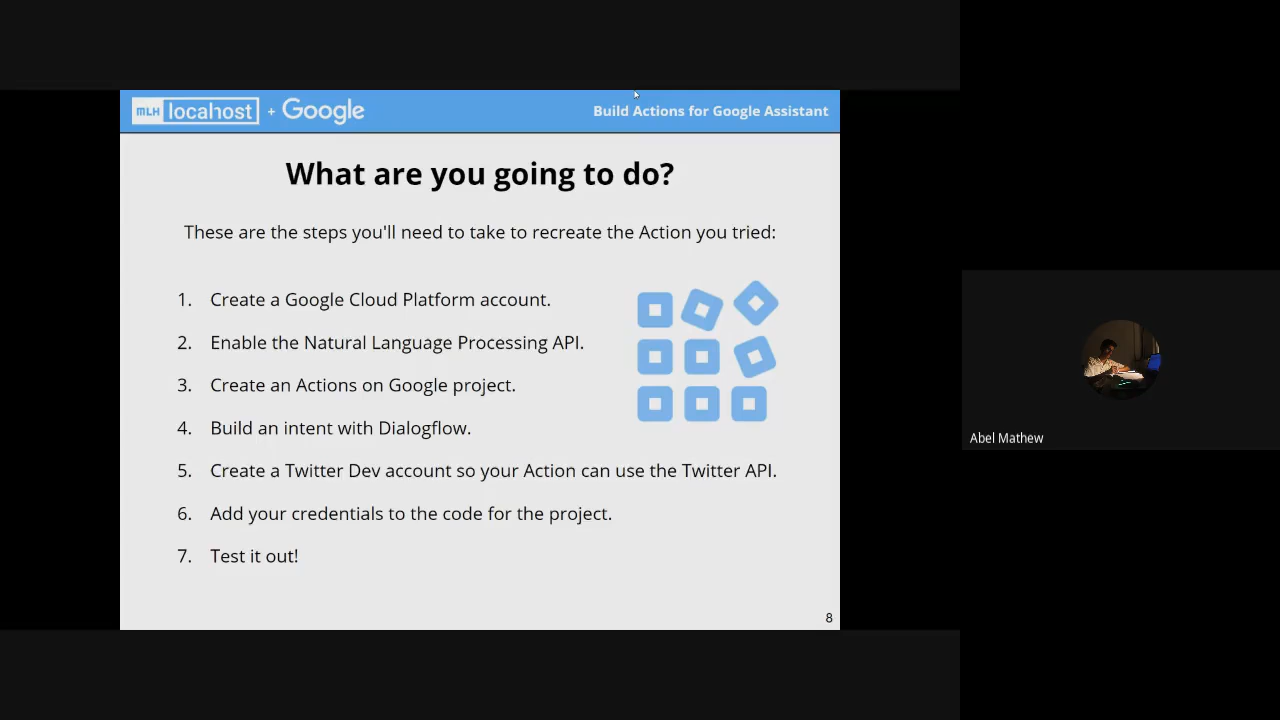 MLH localhost + Google
Build Actions for Google Assistant
What are you going to do?
These are the steps you'll need to take to recreate the Action you tried:
1. Create a Google Cloud Platform account.
2. Enable the Natural Language Processing API.
3. Create an Actions on Google project.
4. Build an intent with Dialogflow.
5. Create a Twitter Dev account so your Action can use the Twitter API.
6. Add your credentials to the code for the project.
7. Test it out!
8
Abel Mathew